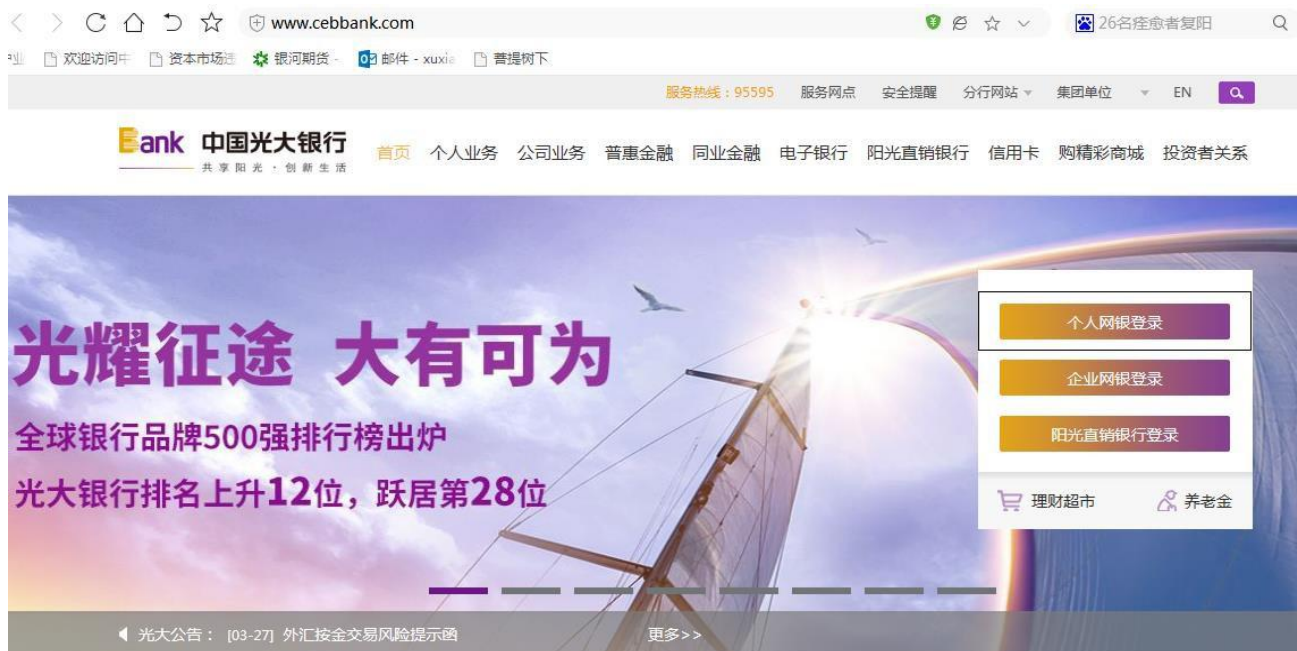 www.cebbank.com
26名痊愈者复阳
欢迎访问中
资本市场违
银河期货 -
邮件 - xuxia
菩提树下
服务热线：95595 服务网点 安全提醒 分行网站 集团单位 EN
Bank 中国光大银行
共享阳光·创新生活
首页 个人业务 公司业务 普惠金融 同业金融 电子银行 阳光直销银行 信用卡 购精彩商城 投资者关系
光耀征途 大有可为
全球银行品牌500强排行榜出炉
光大银行排名上升12位，跃居第28位
个人网银登录
企业网银登录
阳光直销银行登录
理财超市 养老金
光大公告： [03-27] 外汇按金交易风险提示函 更多>>